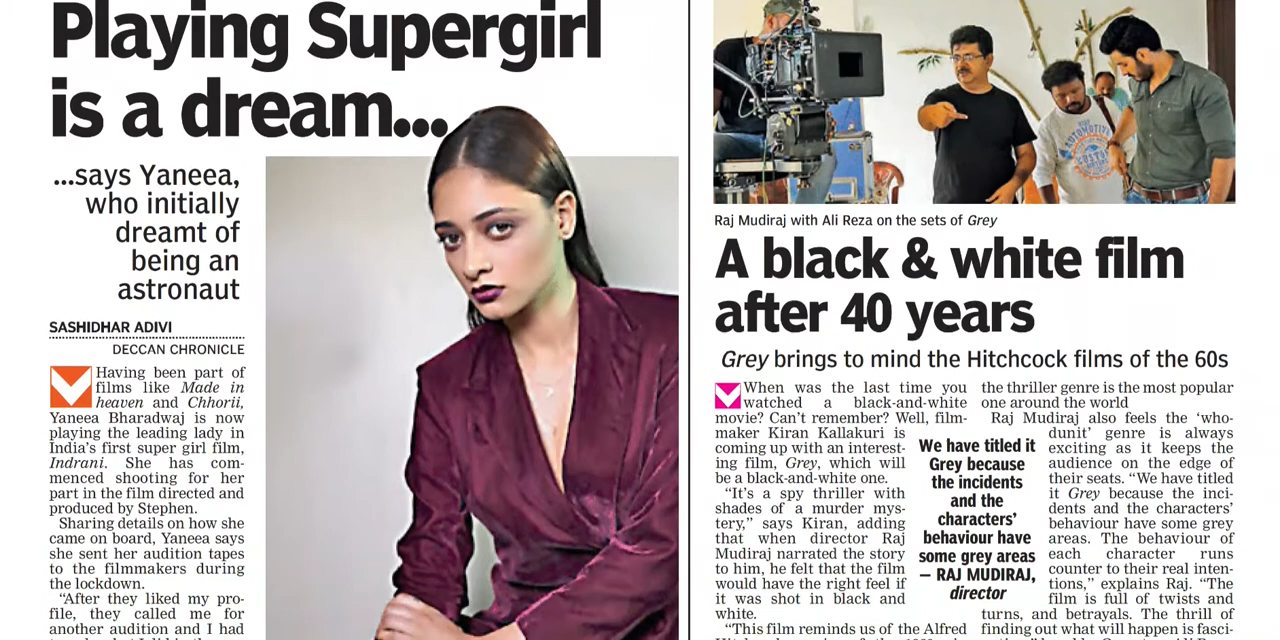 Playing Supergirl
is a dream...
...says Yaneea,
who initially
dreamt of
being an
astronaut
SASHIDHAR ADIVI
DECCAN CHRONICLE
Having been part of
films like Made in
heaven and Chhorii,
Yaneea Bharadwaj is now
playing the leading lady in
India's first super girl film,
Indrani. She has com-
menced shooting for her
part in the film directed and
produced by Stephen.
Sharing details on how she
came on board, Yaneea says
she sent her audition tapes
to the filmmakers during
the lockdown.
"After they liked my pro-
file, they called me for
another audition and I had
Raj Mudiraj with Ali Reza on the sets of Grey
A black & white film
after 40 years
Grey brings to mind the Hitchcock films of the 60s
When was the last time you
watched a black-and-white
movie? Can't remember? Well, film-
maker Kiran Kallakuri is
coming up with an interest-
ing film, Grey, which will
be a black-and-white one.
"It's a spy thriller with
shades of a murder mys-
tery," says Kiran, adding
that when director Raj
Mudiraj narrated the story
to him, he felt that the film
would have the right feel if
it was shot in black and
white.
"This film reminds us of the Alfred
We have titled it
Grey because
the incidents
and the
characters'
behaviour have
some grey areas
— RAJ MUDIRAJ,
director
the thriller genre is the most popular
one around the world
Raj Mudiraj also feels the 'who-
dunit' genre is always
exciting as it keeps the
audience on the edge of
their seats. "We have titled
it Grey because the inci-
dents and the characters'
behaviour have some grey
areas. The behaviour of
each character runs
counter to their real inten-
tions," explains Raj. "The
film is full of twists and
turns, and betrayals. The thrill of
finding out what will happen is fasci-